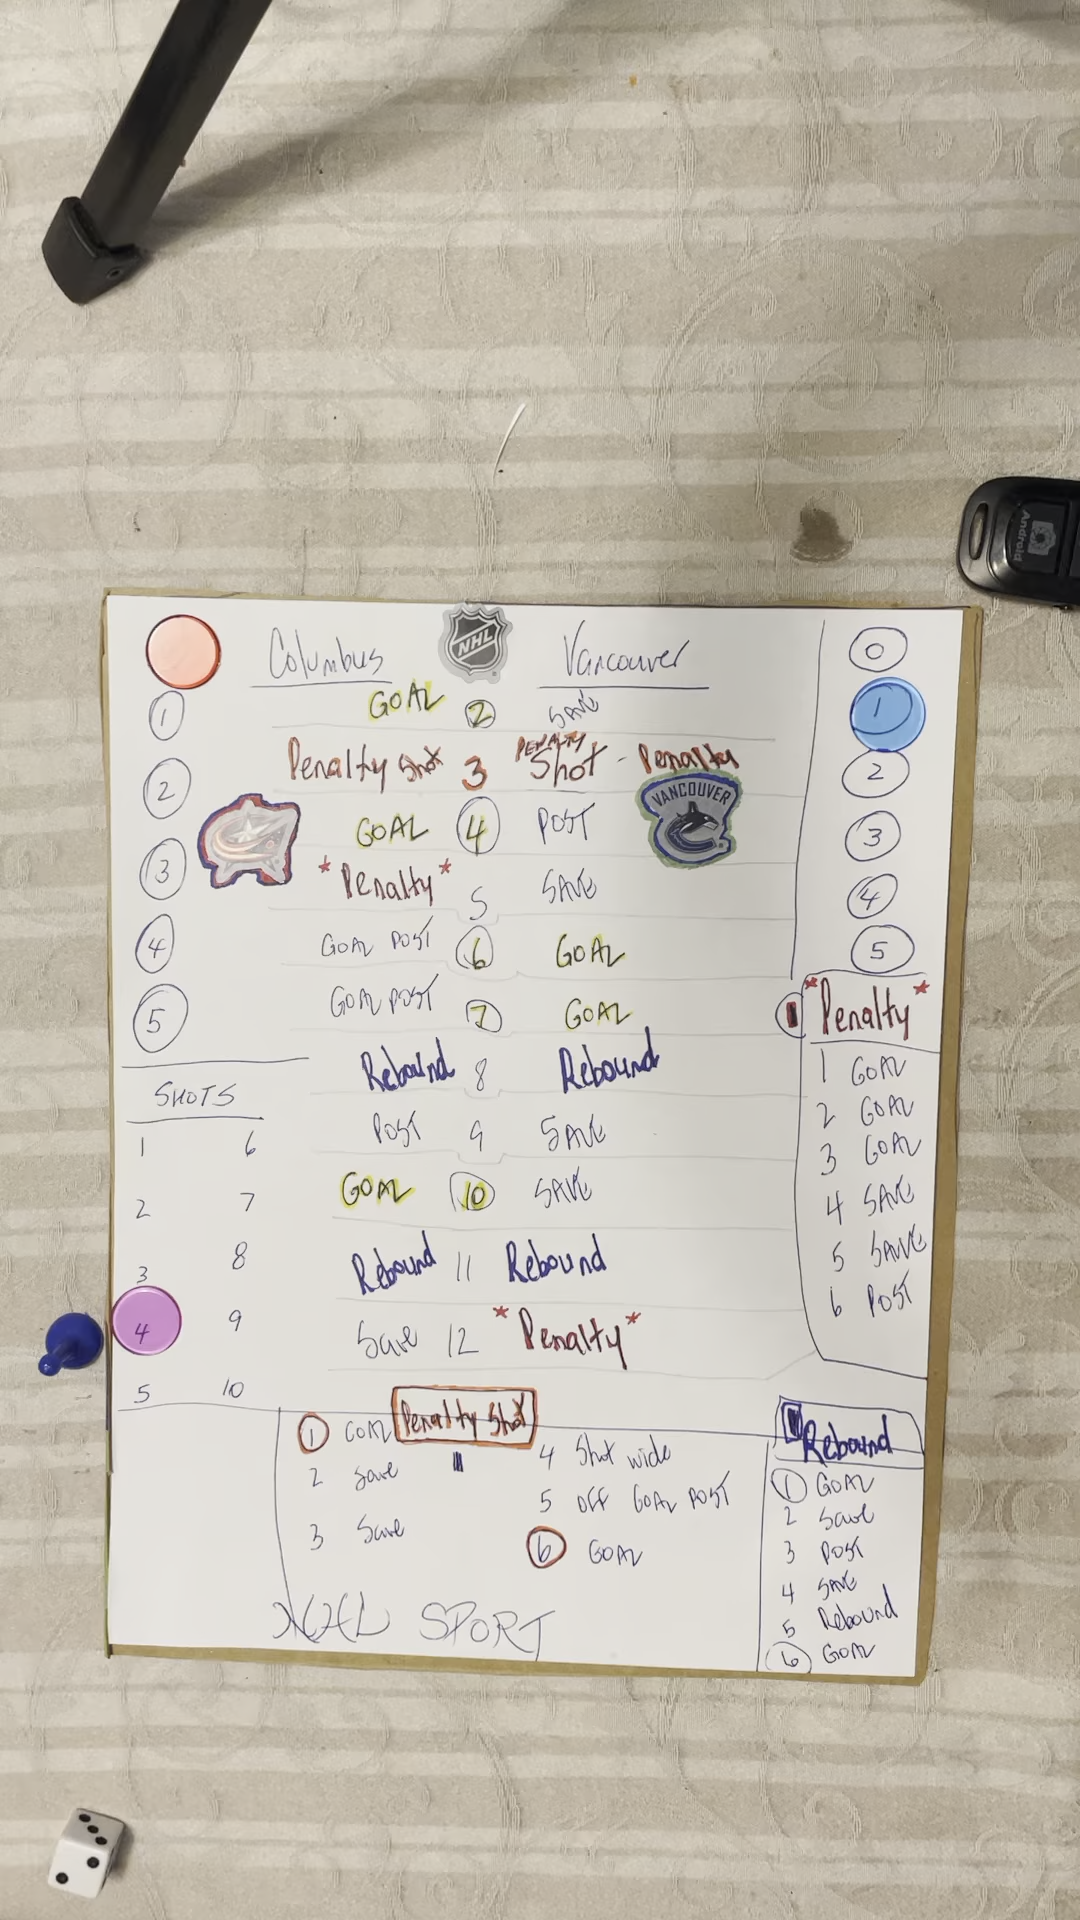 Android
Columbus NHL Vancouver
GOAL 2 SAVE
Penalty Shot 3 PENALTY Shot - Penalty
VANCOUVER
GOAL 4 POST
*Penalty* 5 SAVE
GOAL POST 6 GOAL
GOAL POST 7 GOAL
Rebound 8 Rebound
POST 9 SAVE
GOAL 10 SAVE
Rebound 11 Rebound
Save 12 *Penalty*
1
2
3
4
5
SHOTS
1 6
2 7
3 8
4 9
5 10
0
1
2
3
4
5
*Penalty*
1 GOAL
2 GOAL
3 GOAL
4 SAVE
5 SAVE
6 POST
Penalty Shot
1 GOAL
2 Save
3 Save
4 Shot wide
5 OFF GOAL POST
6 GOAL
Rebound
1 GOAL
2 Save
3 POST
4 SAVE
5 Rebound
6 GOAL
NHL SPORT